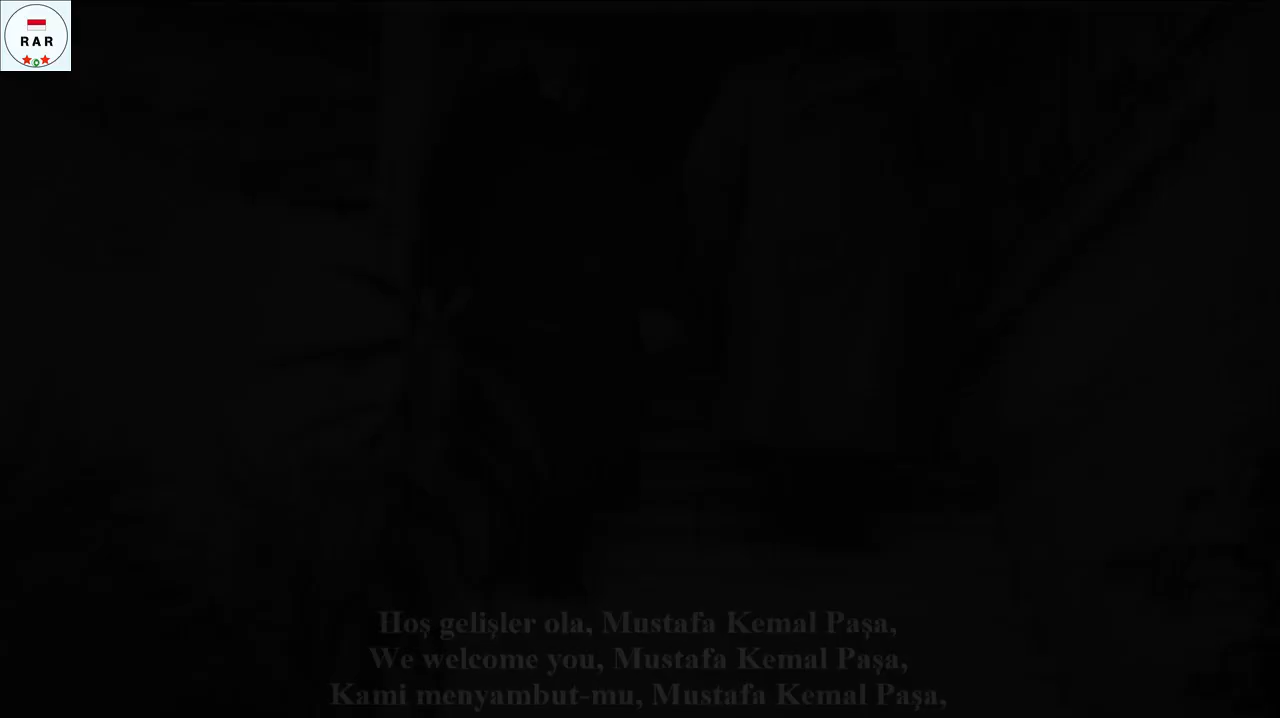 RAR
Hoş gelişler ola, Mustafa Kemal Paşa,
We welcome you, Mustafa Kemal Paşa,
Kami menyambut-mu, Mustafa Kemal Paşa,